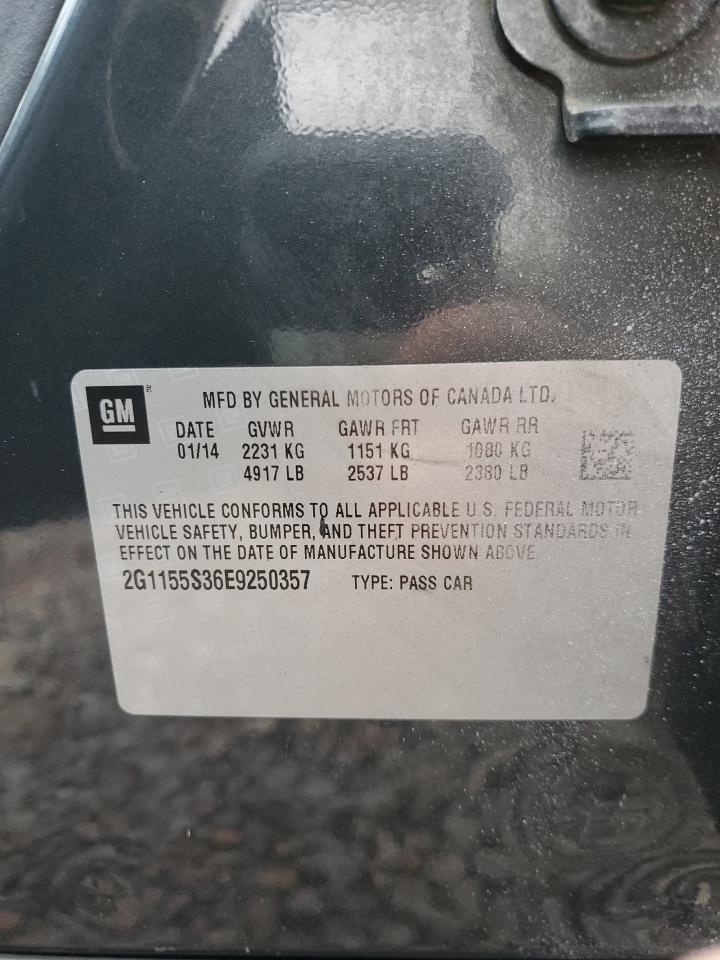 GM
MFD BY GENERAL MOTORS OF CANADA LTD.
DATE GVWR GAWR FRT GAWR RR
01/14 2231 KG 1151 KG 1080 KG
4917 LB 2537 LB 2380 LB
THIS VEHICLE CONFORMS TO ALL APPLICABLE U.S. FEDERAL MOTOR
VEHICLE SAFETY, BUMPER, AND THEFT PREVENTION STANDARDS IN
EFFECT ON THE DATE OF MANUFACTURE SHOWN ABOVE.
2G1155S36E9250357 TYPE: PASS CAR